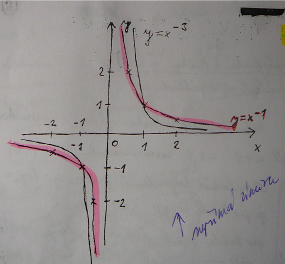 y
y = x⁻³
2
1
y = x⁻¹
-2 -1
0 1 2 x
-1
-2